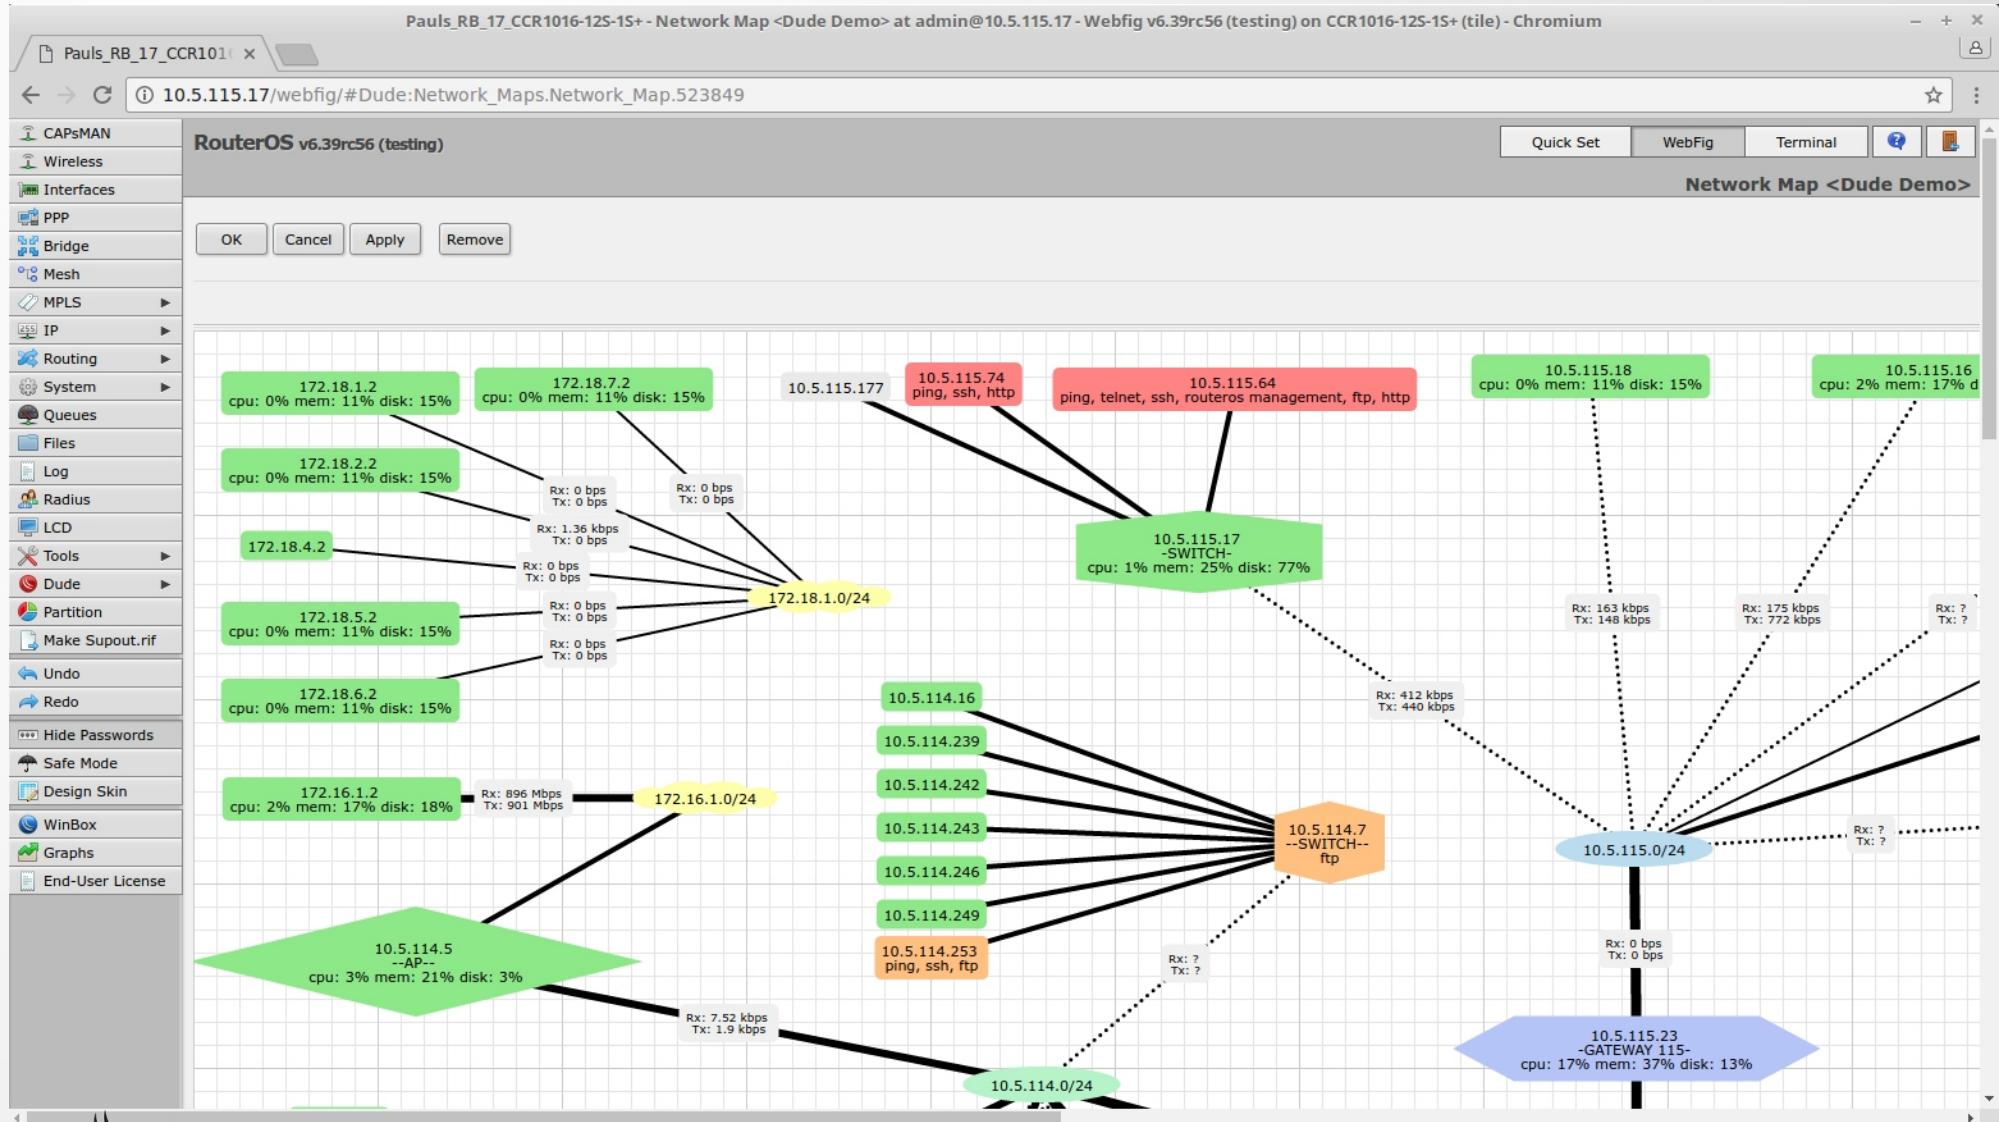 Pauls_RB_17_CCR1016-12S-1S+ - Network Map <Dude Demo> at admin@10.5.115.17 - Webfig v6.39rc56 (testing) on CCR1016-12S-1S+ (tile) - Chromium
Pauls_RB_17_CCR101
10.5.115.17/webfig/#Dude:Network_Maps.Network_Map.523849
CAPsMAN
Wireless
Interfaces
PPP
Bridge
Mesh
MPLS
IP
Routing
System
Queues
Files
Log
Radius
LCD
Tools
Dude
Partition
Make Supout.rif
Undo
Redo
Hide Passwords
Safe Mode
Design Skin
WinBox
Graphs
End-User License
RouterOS v6.39rc56 (testing)
Quick Set
WebFig
Terminal
Network Map <Dude Demo>
OK
Cancel
Apply
Remove
172.18.1.2
cpu: 0% mem: 11% disk: 15%
172.18.7.2
cpu: 0% mem: 11% disk: 15%
10.5.115.177
10.5.115.74
ping, ssh, http
10.5.115.64
ping, telnet, ssh, routeros management, ftp, http
10.5.115.18
cpu: 0% mem: 11% disk: 15%
10.5.115.16
cpu: 2% mem: 17% d
172.18.2.2
cpu: 0% mem: 11% disk: 15%
Rx: 0 bps
Tx: 0 bps
Rx: 0 bps
Tx: 0 bps
Rx: 1.36 kbps
Tx: 0 bps
172.18.4.2
Rx: 0 bps
Tx: 0 bps
10.5.115.17
-SWITCH-
cpu: 1% mem: 25% disk: 77%
172.18.1.0/24
172.18.5.2
cpu: 0% mem: 11% disk: 15%
Rx: 0 bps
Tx: 0 bps
Rx: 0 bps
Tx: 0 bps
Rx: 163 kbps
Tx: 148 kbps
Rx: 175 kbps
Tx: 772 kbps
Rx: ?
Tx: ?
172.18.6.2
cpu: 0% mem: 11% disk: 15%
Rx: 412 kbps
Tx: 440 kbps
10.5.114.16
10.5.114.239
10.5.114.242
10.5.114.243
10.5.114.246
10.5.114.249
10.5.114.253
ping, ssh, ftp
172.16.1.2
cpu: 2% mem: 17% disk: 18%
Rx: 896 Mbps
Tx: 901 Mbps
172.16.1.0/24
10.5.114.7
--SWITCH--
ftp
10.5.115.0/24
Rx: ?
Tx: ?
10.5.114.5
--AP--
cpu: 3% mem: 21% disk: 3%
Rx: ?
Tx: ?
Rx: 0 bps
Tx: 0 bps
Rx: 7.52 kbps
Tx: 1.9 kbps
10.5.115.23
-GATEWAY 115-
cpu: 17% mem: 37% disk: 13%
10.5.114.0/24